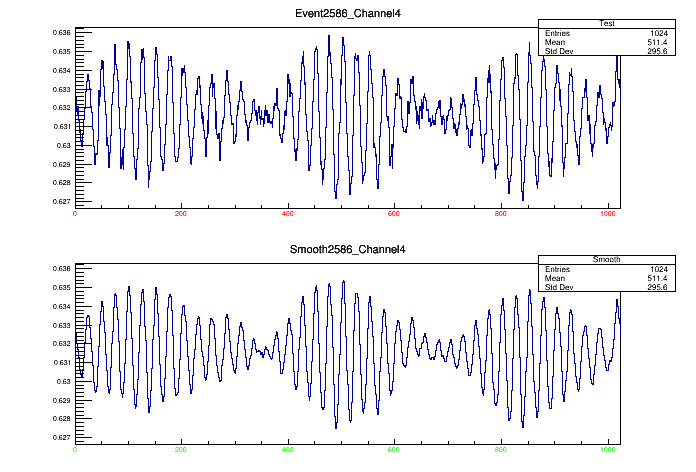 Event2586_Channel4
Test
Entries 1024
Mean 511.4
Std Dev 295.6
0.636
0.635
0.634
0.633
0.632
0.631
0.63
0.629
0.628
0.627
0 200 400 600 800 1000
Smooth2586_Channel4
Smooth
Entries 1024
Mean 511.4
Std Dev 295.6
0.636
0.635
0.634
0.633
0.632
0.631
0.63
0.629
0.628
0.627
0 200 400 600 800 1000